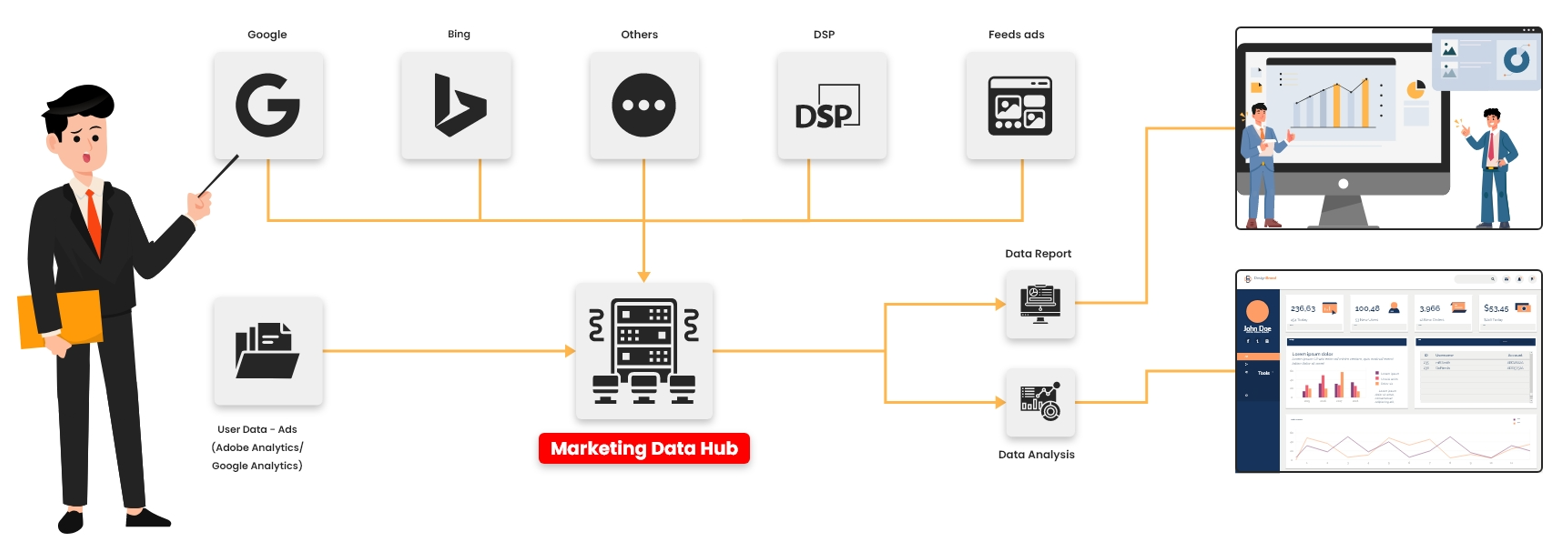 Google
Bing
Others
DSP
Feeds ads
DSP
Data Report
User Data - Ads
(Adobe Analytics/
Google Analytics)
Marketing Data Hub
Data Analysis
236,63
100,48
3,966
$53,45
John Doe
Lorem ipsum dolor
Tools